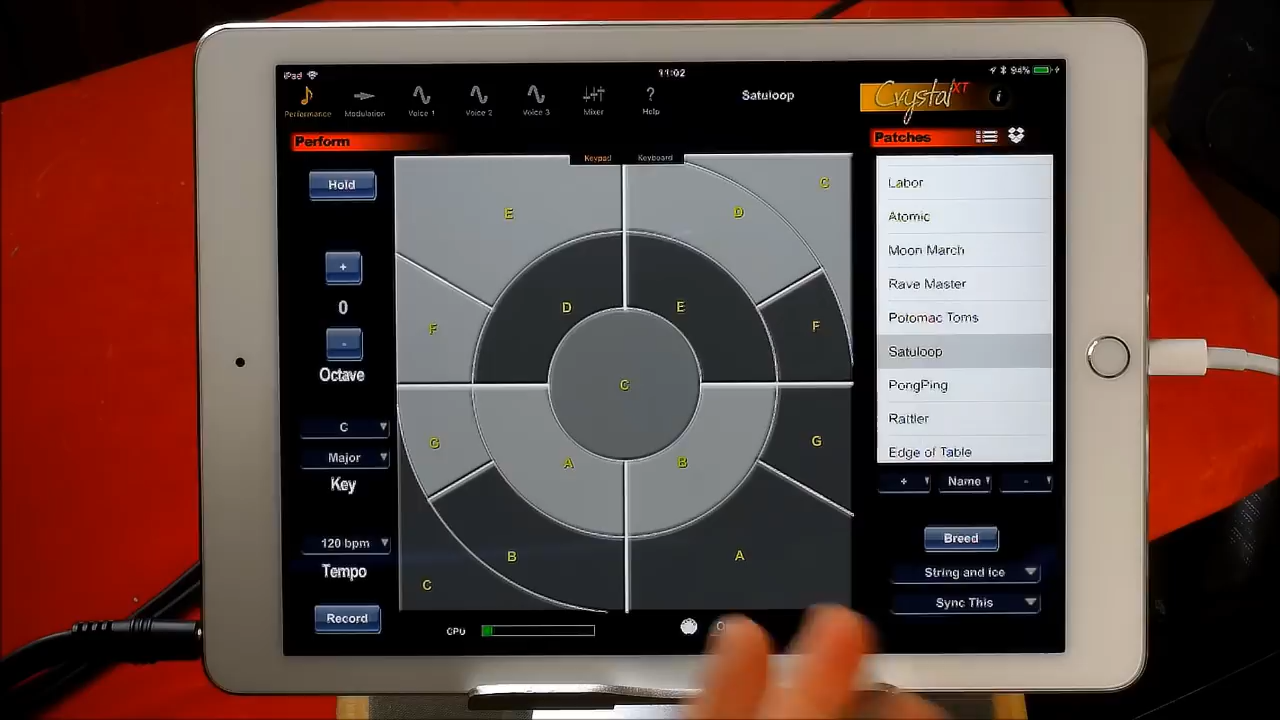 iPad 11:02 94%
Performance Modulation Voice 1 Voice 2 Voice 3 Mixer Help
Satuloop
Crystal XT
i
Perform
Patches
Keypad Keyboard
Hold
+
0
-
Octave
C
Major
Key
120 bpm
Tempo
Record
E
D
C
D
E
F
F
C
G
A
B
G
B
A
C
CPU
Labor
Atomic
Moon March
Rave Master
Potomac Toms
Satuloop
PongPing
Rattler
Edge of Table
+ Name -
Breed
String and Ice
Sync This